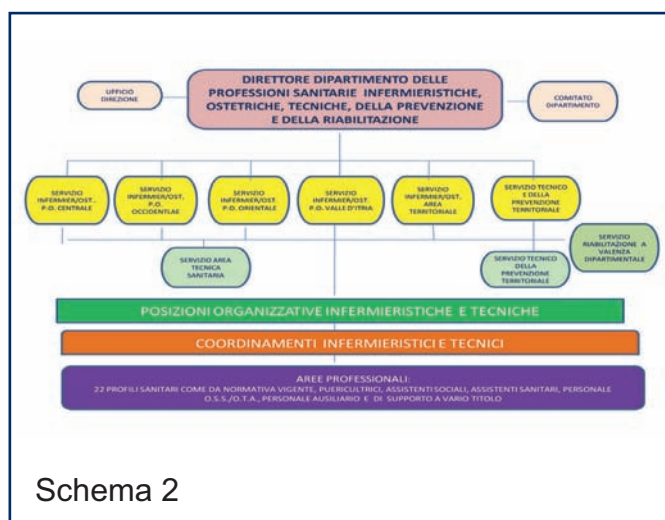 DIRETTORE DIPARTIMENTO DELLE
PROFESSIONI SANITARIE INFERMIERISTICHE,
OSTETRICHE, TECNICHE, DELLA PREVENZIONE
E DELLA RIABILITAZIONE
UFFICIO
DIREZIONE
COMITATO
DIPARTIMENTO
SERVIZIO
INFERMIER/OST.
P.O. CENTRALE
SERVIZIO
INFERMIER/OST.
P.O.
OCCIDENTLAE
SERVIZIO
INFERMIER/OST.
P.O. ORIENTALE
SERVIZIO
INFERMIER/OST.
P.O. VALLE D'ITRIA
SERVIZIO
INFERMIER/OST.
AREA
TERRITORIALE
SERVIZIO TECNICO
E DELLA
PREVENZIONE
TERRITORIALE
SERVIZIO AREA
TECNICA
SANITARIA
SERVIZIO TECNICO
DELLA
PREVENZIONE
TERRITORIALE
SERVIZIO
RIABILITAZIONE A
VALENZA
DIPARTIMENTALE
POSIZIONI ORGANIZZATIVE INFERMIERISTICHE E TECNICHE
COORDINAMENTI INFERMIERISTICI E TECNICI
AREE PROFESSIONALI:
22 PROFILI SANITARI COME DA NORMATIVA VIGENTE, PUERICULTRICI, ASSISTENTI SOCIALI, ASSISTENTI SANITARI, PERSONALE
O.S.S./O.T.A., PERSONALE AUSILIARIO E DI SUPPORTO A VARIO TITOLO
Schema 2